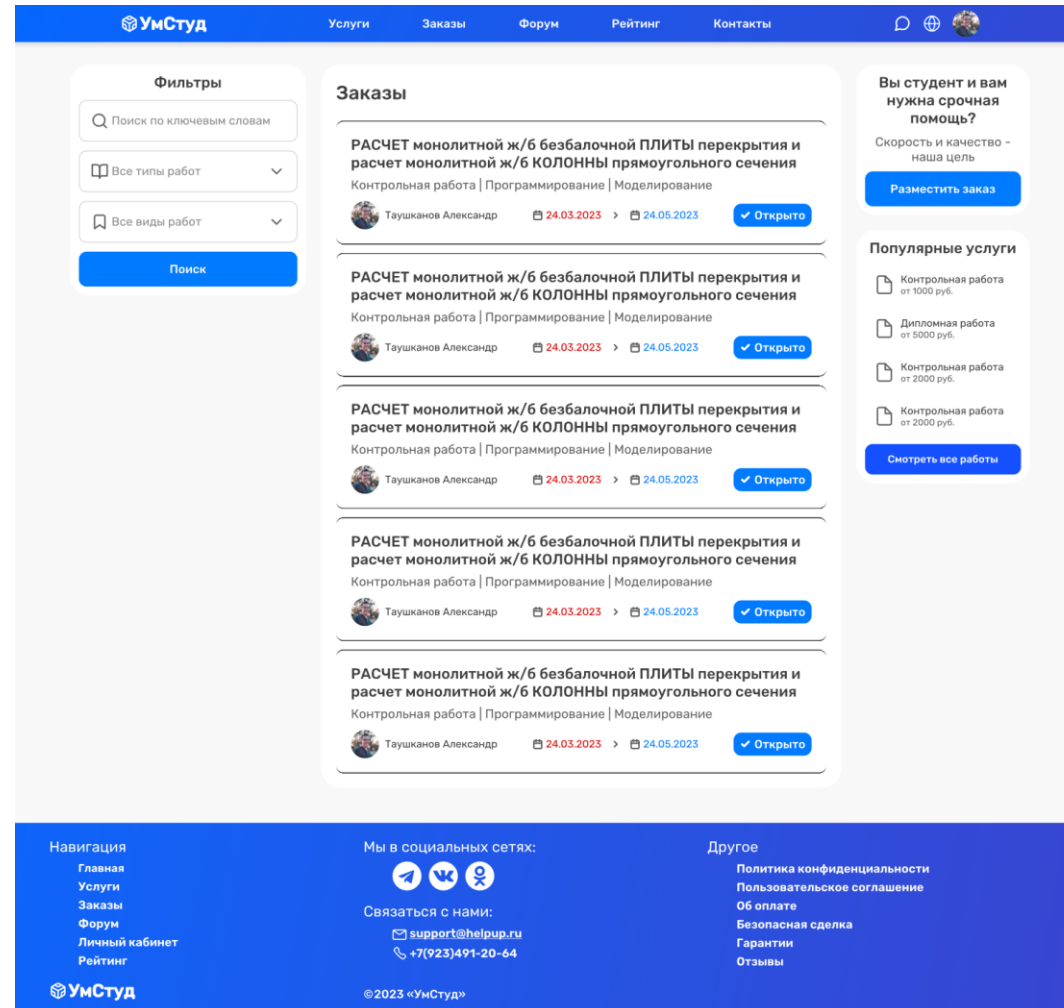 УмСтуд
Услуги
Заказы
Форум
Рейтинг
Контакты
Фильтры
Поиск по ключевым словам
Все типы работ
Все виды работ
Поиск
Заказы
РАСЧЕТ монолитной ж/б безбалочной ПЛИТЫ перекрытия и
расчет монолитной ж/б КОЛОННЫ прямоугольного сечения
Контрольная работа | Программирование | Моделирование
Таушканов Александр 24.03.2023 > 24.05.2023 Открыто
РАСЧЕТ монолитной ж/б безбалочной ПЛИТЫ перекрытия и
расчет монолитной ж/б КОЛОННЫ прямоугольного сечения
Контрольная работа | Программирование | Моделирование
Таушканов Александр 24.03.2023 > 24.05.2023 Открыто
РАСЧЕТ монолитной ж/б безбалочной ПЛИТЫ перекрытия и
расчет монолитной ж/б КОЛОННЫ прямоугольного сечения
Контрольная работа | Программирование | Моделирование
Таушканов Александр 24.03.2023 > 24.05.2023 Открыто
РАСЧЕТ монолитной ж/б безбалочной ПЛИТЫ перекрытия и
расчет монолитной ж/б КОЛОННЫ прямоугольного сечения
Контрольная работа | Программирование | Моделирование
Таушканов Александр 24.03.2023 > 24.05.2023 Открыто
РАСЧЕТ монолитной ж/б безбалочной ПЛИТЫ перекрытия и
расчет монолитной ж/б КОЛОННЫ прямоугольного сечения
Контрольная работа | Программирование | Моделирование
Таушканов Александр 24.03.2023 > 24.05.2023 Открыто
Вы студент и вам
нужна срочная
помощь?
Скорость и качество -
наша цель
Разместить заказ
Популярные услуги
Контрольная работа
от 1000 руб.
Дипломная работа
от 5000 руб.
Контрольная работа
от 2000 руб.
Контрольная работа
от 2000 руб.
Смотреть все работы
Навигация
Главная
Услуги
Заказы
Форум
Личный кабинет
Рейтинг
УмСтуд
Мы в социальных сетях:
Связаться с нами:
support@helpup.ru
+7(923)491-20-64
©2023 «УмСтуд»
Другое
Политика конфиденциальности
Пользовательское соглашение
Об оплате
Безопасная сделка
Гарантии
Отзывы